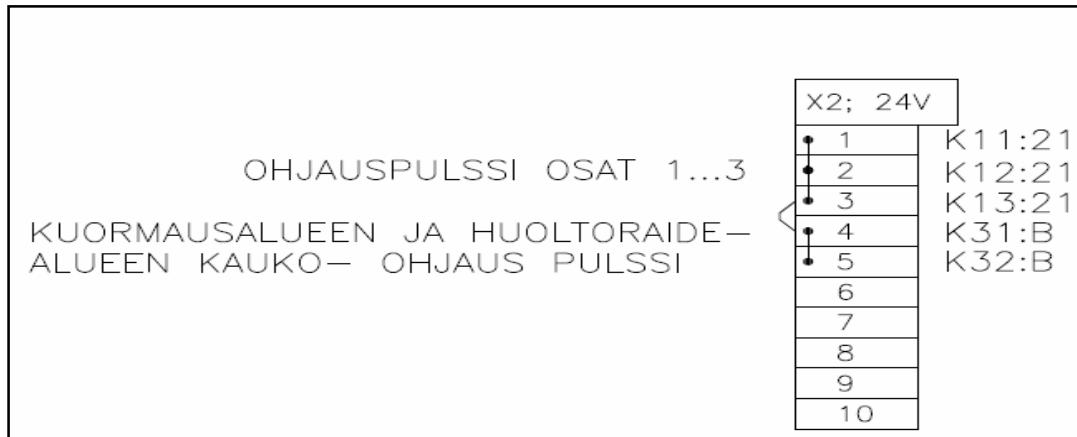 X2; 24V
1 K11:21
OHJAUSPULSSI OSAT 1...3 2 K12:21
3 K13:21
KUORMAUSALUEEN JA HUOLTORAIDE– 4 K31:B
ALUEEN KAUKO– OHJAUS PULSSI 5 K32:B
6
7
8
9
10